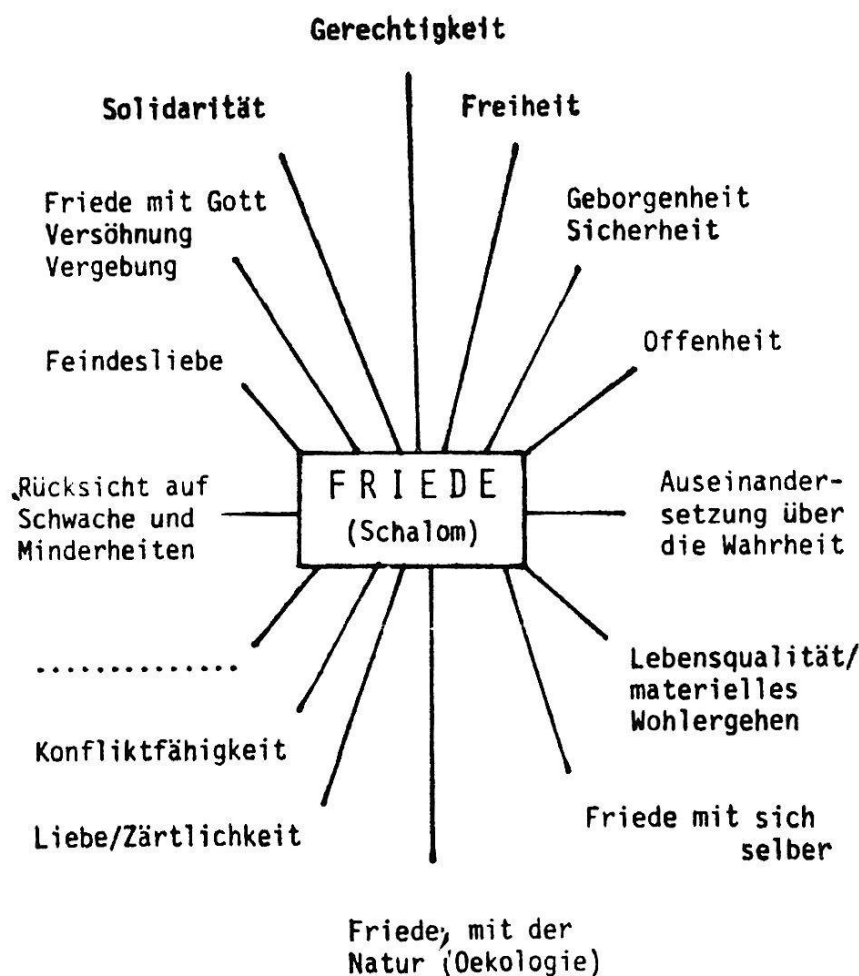 Gerechtigkeit
Solidarität
Freiheit
Friede mit Gott
Versöhnung
Vergebung
Geborgenheit
Sicherheit
Feindesliebe
Offenheit
FRIEDE
(Schalom)
Rücksicht auf
Schwache und
Minderheiten
Auseinander-
setzung über
die Wahrheit
..............
Lebensqualität/
materielles
Wohlergehen
Konfliktfähigkeit
Liebe/Zärtlichkeit
Friede mit sich
selber
Friede, mit der
Natur (Oekologie)